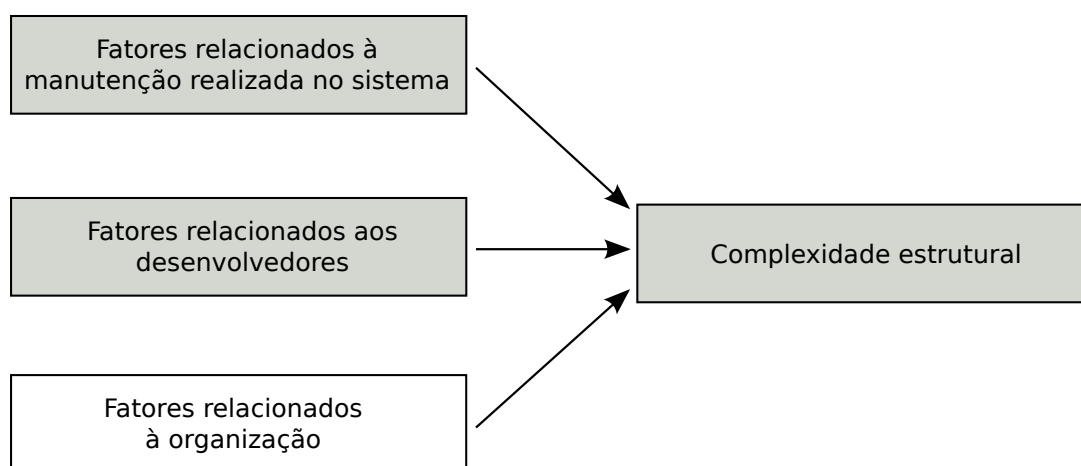 Fatores relacionados à
manutenção realizada no sistema
Fatores relacionados aos
desenvolvedores
Complexidade estrutural
Fatores relacionados
à organização